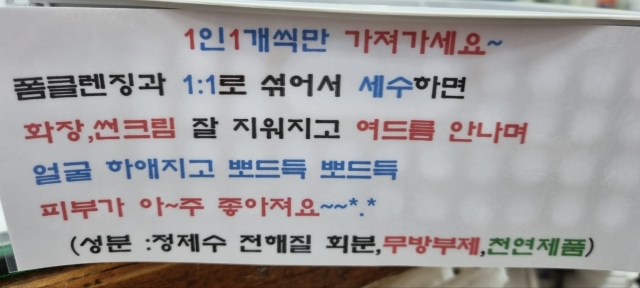 1인1개씩만 가져가세요~
폼클렌징과 1:1로 섞어서 세수하면
화장,썬크림 잘 지워지고 여드름 안나며
얼굴 하얘지고 뽀드득 뽀드득
피부가 아~주 좋아져요~~*.*
(성분 :정제수 전해질 회분,무방부제,천연제품)